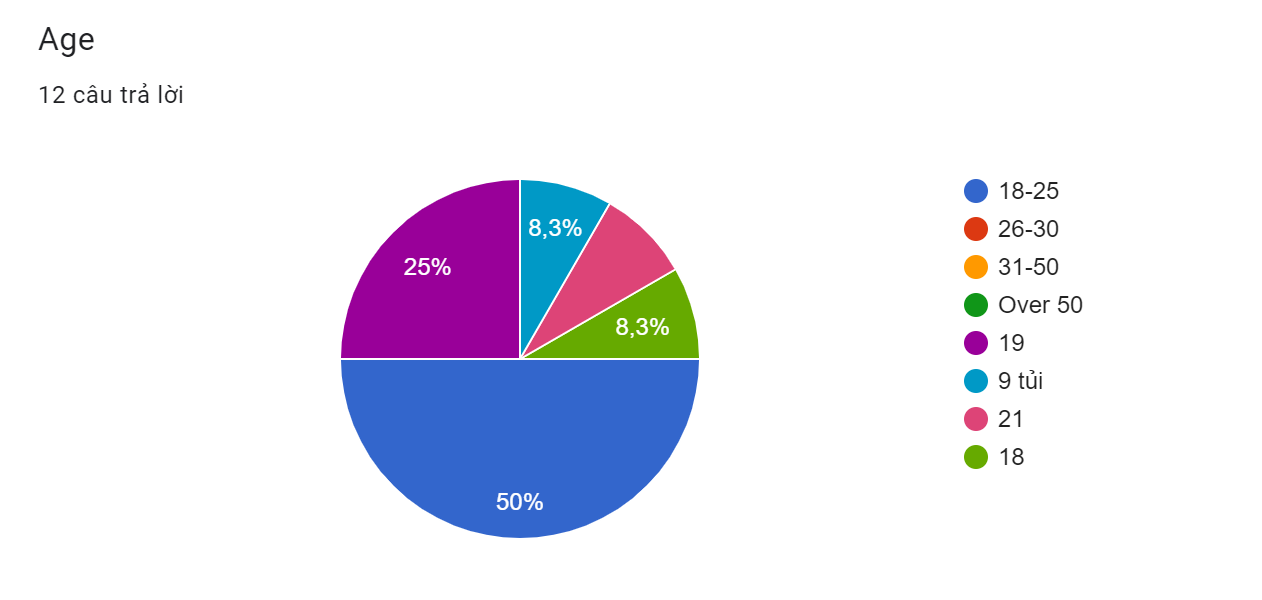 Age
12 câu trả lời
18-25
26-30
31-50
Over 50
19
9 tủi
21
18
8,3%
25%
8,3%
50%